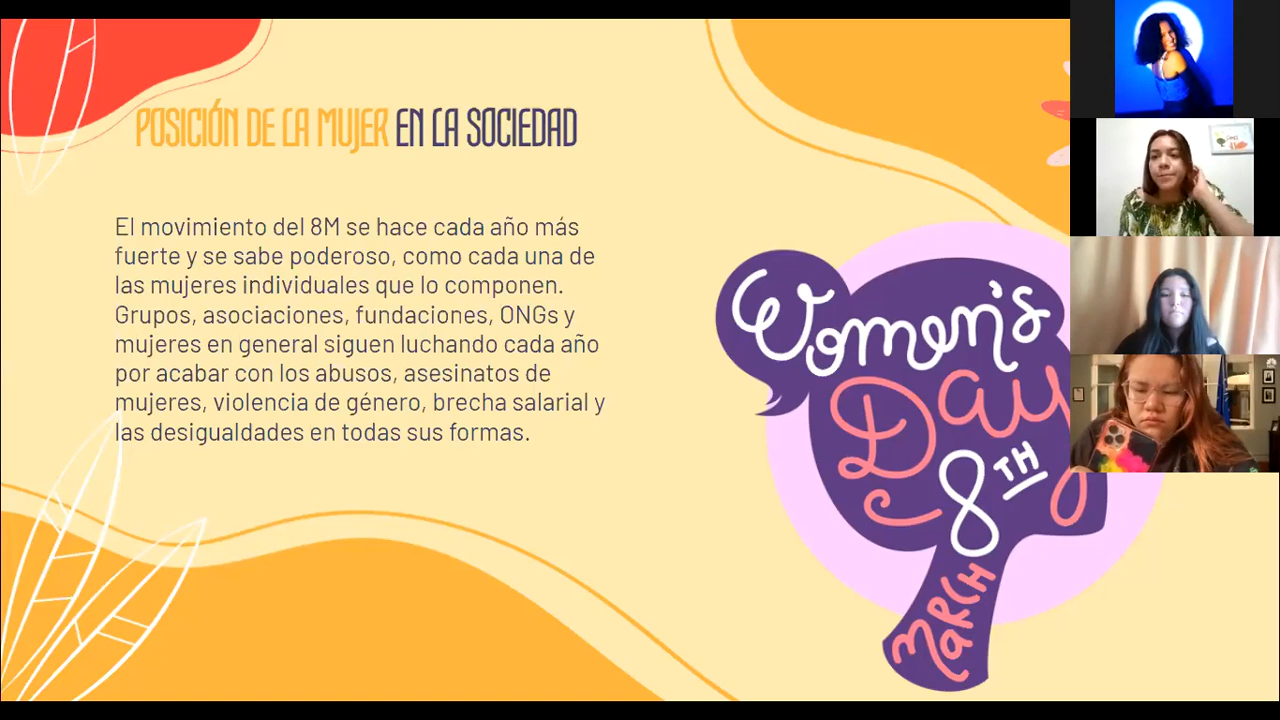 POSICIÓN DE LA MUJER EN LA SOCIEDAD
El movimiento del 8M se hace cada año más
fuerte y se sabe poderoso, como cada una de
las mujeres individuales que lo componen.
Grupos, asociaciones, fundaciones, ONGs y
mujeres en general siguen luchando cada año
por acabar con los abusos, asesinatos de
mujeres, violencia de género, brecha salarial y
las desigualdades en todas sus formas.
Women's
Day
8TH
MARCH